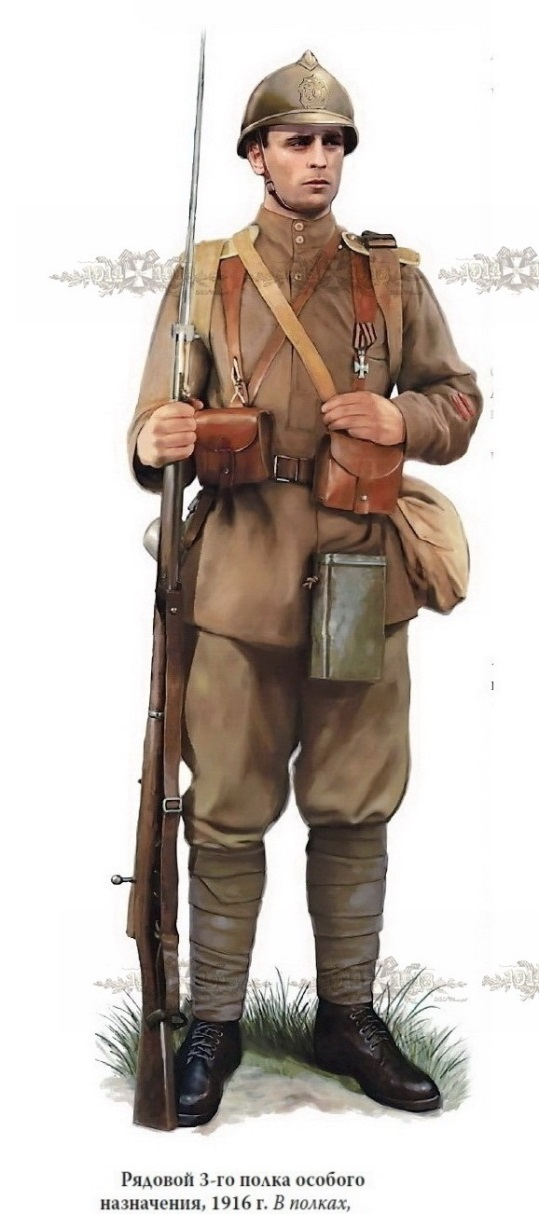 Рядовой 3-го полка особого
назначения, 1916 г. В полках,